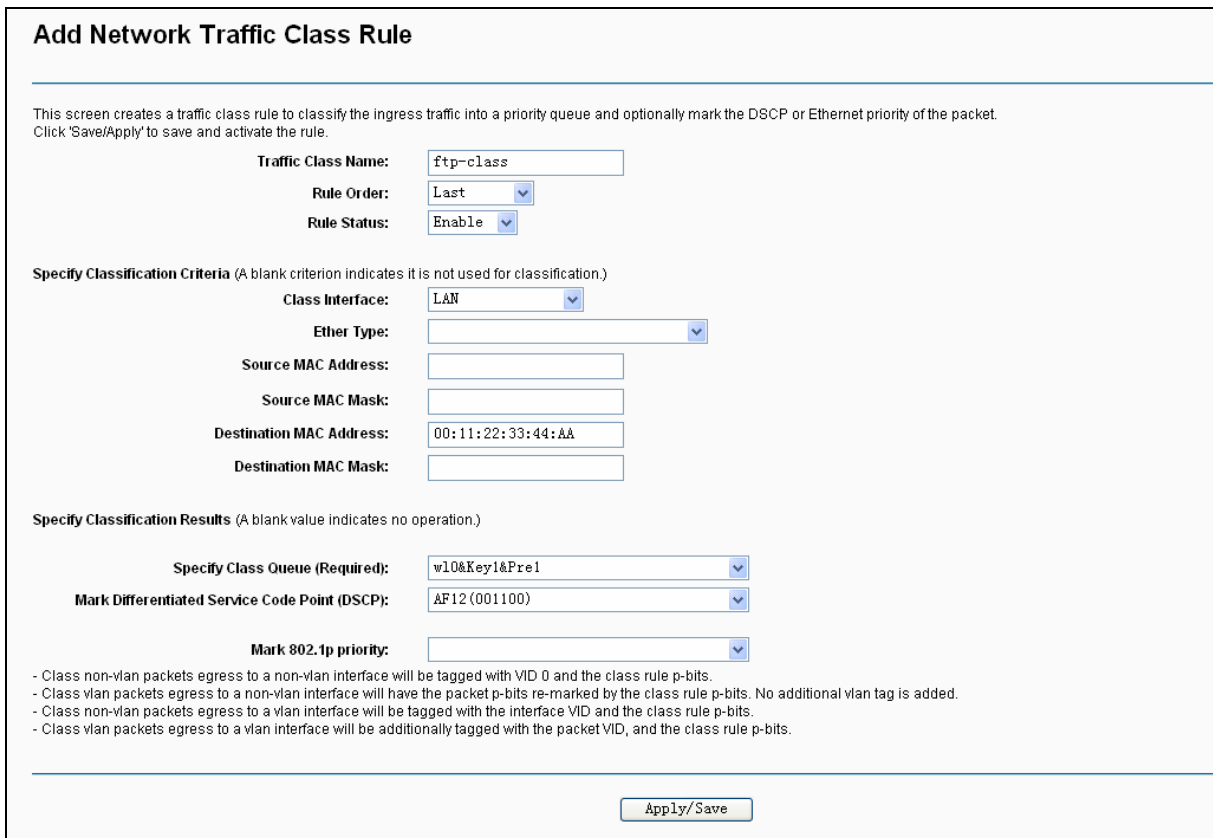 Add Network Traffic Class Rule
This screen creates a traffic class rule to classify the ingress traffic into a priority queue and optionally mark the DSCP or Ethernet priority of the packet.
Click 'Save/Apply' to save and activate the rule.
Traffic Class Name: ftp-class
Rule Order: Last
Rule Status: Enable
Specify Classification Criteria (A blank criterion indicates it is not used for classification.)
Class Interface: LAN
Ether Type:
Source MAC Address:
Source MAC Mask:
Destination MAC Address: 00:11:22:33:44:AA
Destination MAC Mask:
Specify Classification Results (A blank value indicates no operation.)
Specify Class Queue (Required): wl0&Key1&Pre1
Mark Differentiated Service Code Point (DSCP): AF12(001100)
Mark 802.1p priority:
- Class non-vlan packets egress to a non-vlan interface will be tagged with VID 0 and the class rule p-bits.
- Class vlan packets egress to a non-vlan interface will have the packet p-bits re-marked by the class rule p-bits. No additional vlan tag is added.
- Class non-vlan packets egress to a vlan interface will be tagged with the interface VID and the class rule p-bits.
- Class vlan packets egress to a vlan interface will be additionally tagged with the packet VID, and the class rule p-bits.
Apply/Save